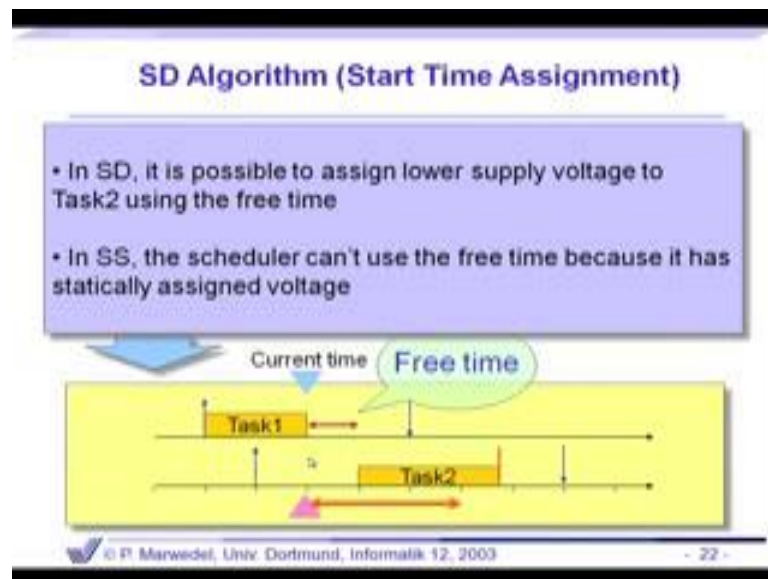 SD Algorithm (Start Time Assignment)
• In SD, it is possible to assign lower supply voltage to
Task2 using the free time
• In SS, the scheduler can't use the free time because it has
statically assigned voltage
Current time
Free time
Task1
Task2
© P. Marwedel, Univ. Dortmund, Informatik 12, 2003
- 22 -